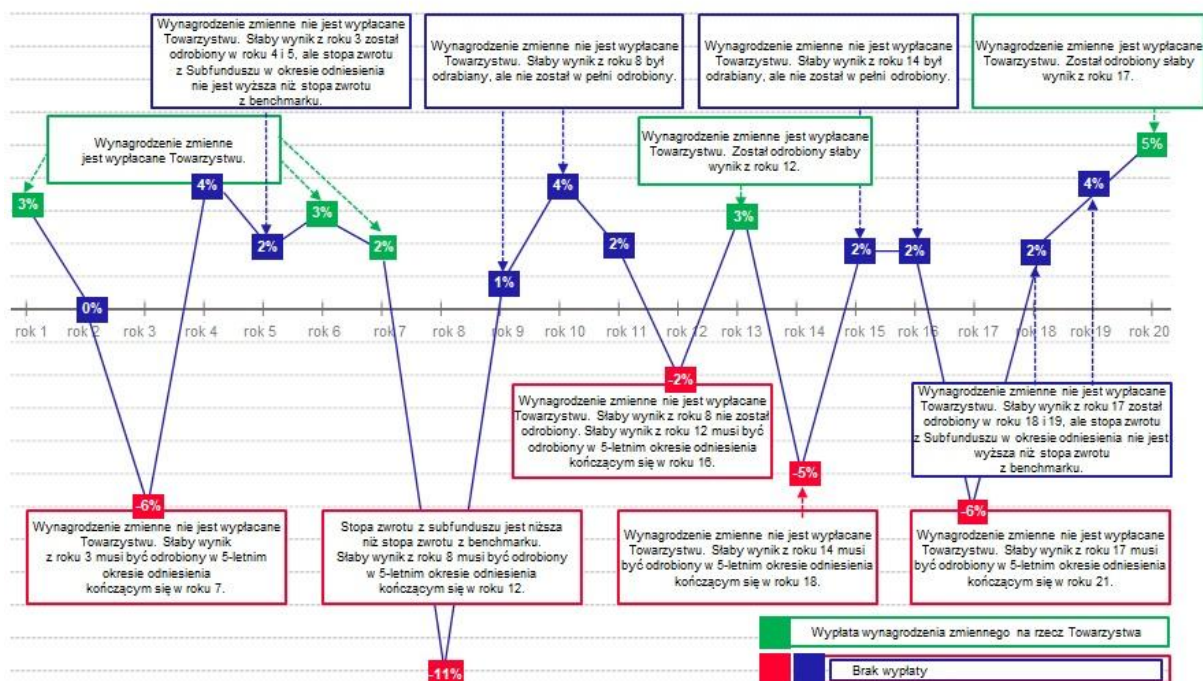 Wynagrodzenie zmienne nie jest wypłacane
Towarzystwu. Słaby wynik z roku 3 został
odrobiony w roku 4 i 5, ale stopa zwrotu
z Subfunduszu w okresie odniesienia
nie jest wyższa niż stopa zwrotu
z benchmarku.
Wynagrodzenie zmienne nie jest wypłacane
Towarzystwu. Słaby wynik z roku 8 był
odrabiany, ale nie został w pełni odrobiony.
Wynagrodzenie zmienne nie jest wypłacane
Towarzystwu. Słaby wynik z roku 14 był
odrabiany, ale nie został w pełni odrobiony.
Wynagrodzenie zmienne jest wypłacane
Towarzystwu. Został odrobiony słaby
wynik z roku 17.
Wynagrodzenie zmienne
jest wypłacane Towarzystwu.
Wynagrodzenie zmienne jest wypłacane
Towarzystwu. Został odrobiony słaby
wynik z roku 12.
3%
0%
-6%
4%
2%
3%
2%
-11%
1%
4%
2%
-2%
3%
-5%
2%
2%
-6%
2%
4%
5%
rok 1
rok 2
rok 3
rok 4
rok 5
rok 6
rok 7
rok 8
rok 9
rok 10
rok 11
rok 12
rok 13
rok 14
rok 15
rok 16
rok 17
rok 18
rok 19
rok 20
Wynagrodzenie zmienne nie jest wypłacane
Towarzystwu. Słaby wynik z roku 8 nie został
odrobiony. Słaby wynik z roku 12 musi być
odrobiony w 5-letnim okresie odniesienia
kończącym się w roku 16.
Wynagrodzenie zmienne nie jest wypłacane
Towarzystwu. Słaby wynik z roku 17 został
odrobiony w roku 18 i 19, ale stopa zwrotu
z Subfunduszu w okresie odniesienia nie jest
wyższa niż stopa zwrotu
z benchmarku.
Wynagrodzenie zmienne nie jest wypłacane
Towarzystwu. Słaby wynik
z roku 3 musi być odrobiony w 5-letnim
okresie odniesienia
kończącym się w roku 7.
Stopa zwrotu z subfunduszu jest niższa
niż stopa zwrotu z benchmarku.
Słaby wynik z roku 8 musi być odrobiony
w 5-letnim okresie odniesienia
kończącym się w roku 12.
Wynagrodzenie zmienne nie jest wypłacane
Towarzystwu. Słaby wynik z roku 14 musi
być odrobiony w 5-letnim okresie odniesienia
kończącym się w roku 18.
Wynagrodzenie zmienne nie jest wypłacane
Towarzystwu. Słaby wynik z roku 17 musi
być odrobiony w 5-letnim okresie odniesienia
kończącym się w roku 21.
Wypłata wynagrodzenia zmiennego na rzecz Towarzystwa
Brak wypłaty